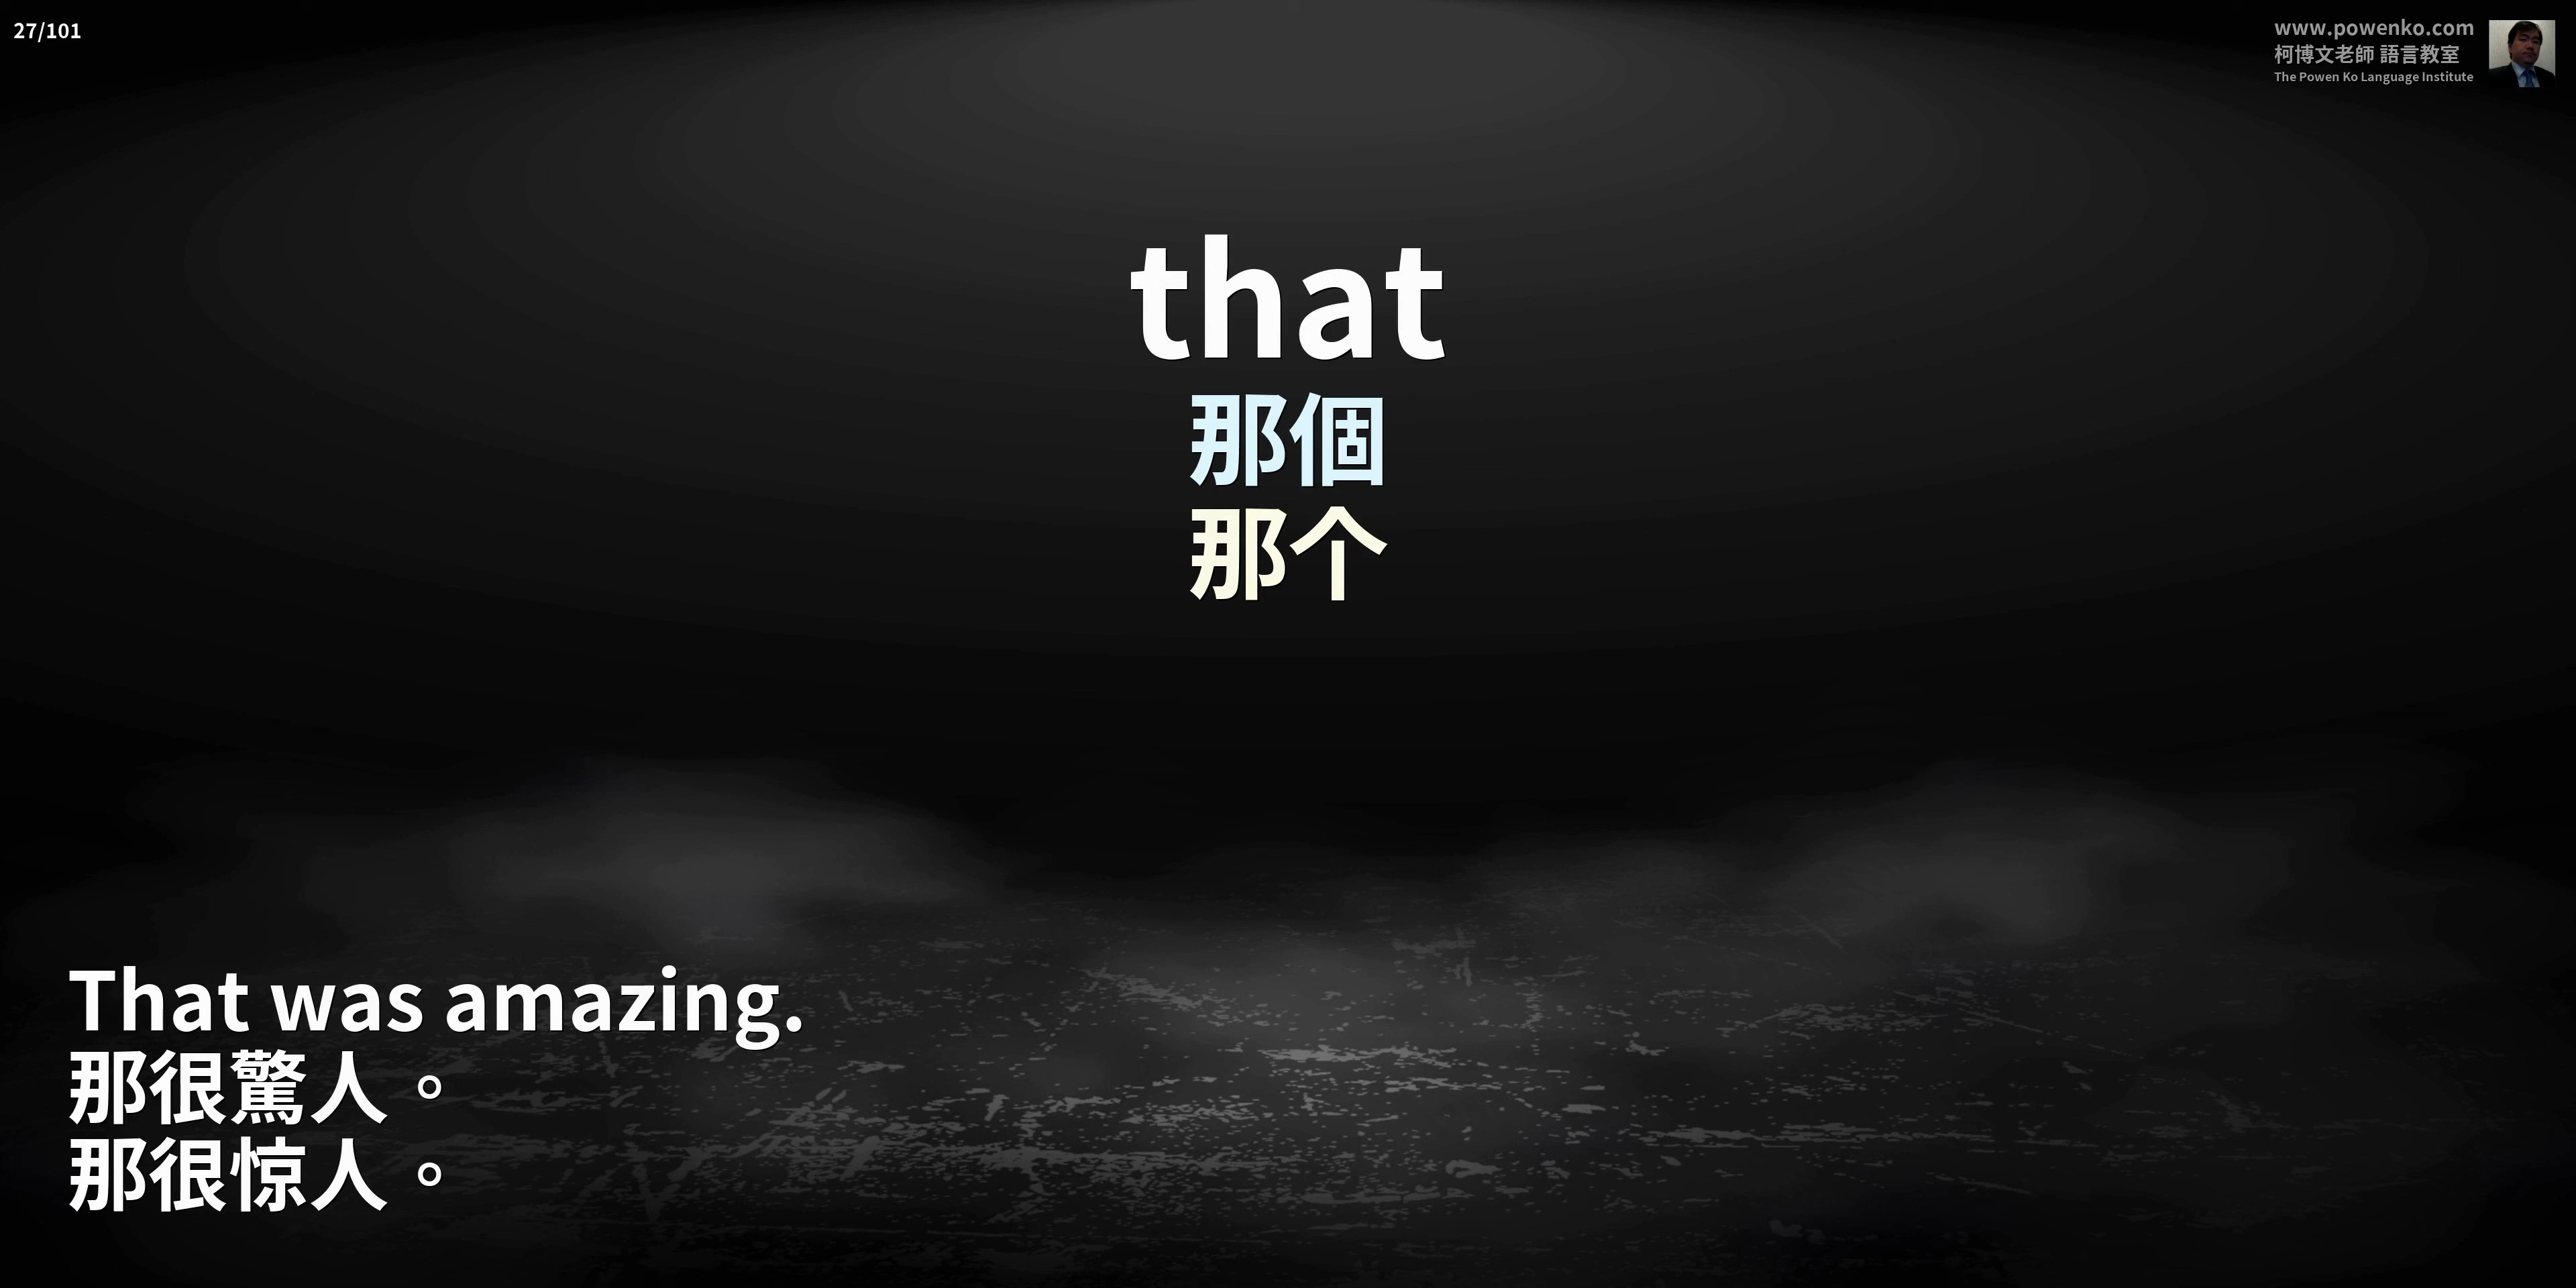 27/101
www.powenko.com
柯博文老師 語言教室
The Powen Ko Language Institute
that
那個
那个
That was amazing.
那很驚人。
那很惊人。